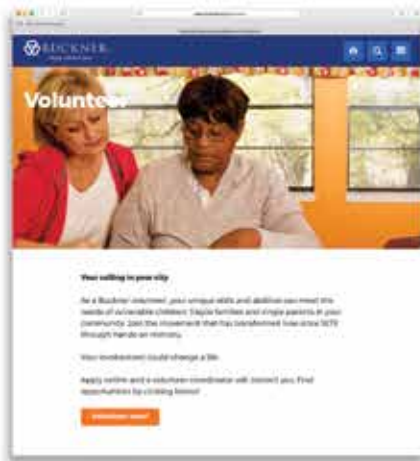 BUCKNER
Volunteer
Your calling in your city
As a Buckner volunteer, your unique skills and abilities can meet the
needs of vulnerable children, fragile families and single parents in your
community. Join the movement that has transformed lives since 1879
through hands-on ministry.
Your involvement could change a life.
Apply online and a volunteer coordinator will contact you. Find
opportunities by clicking below!
Volunteer now!